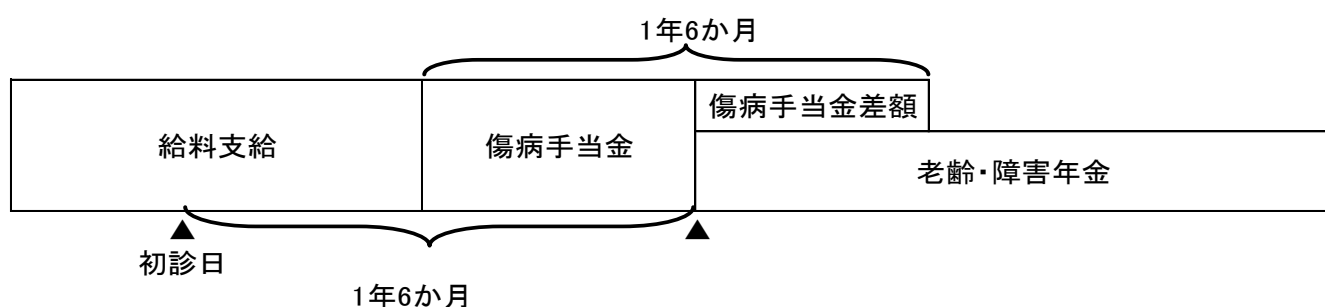 1年6か月
給料支給
傷病手当金
傷病手当金差額
老齢・障害年金
▲
▲
初診日
1年6か月